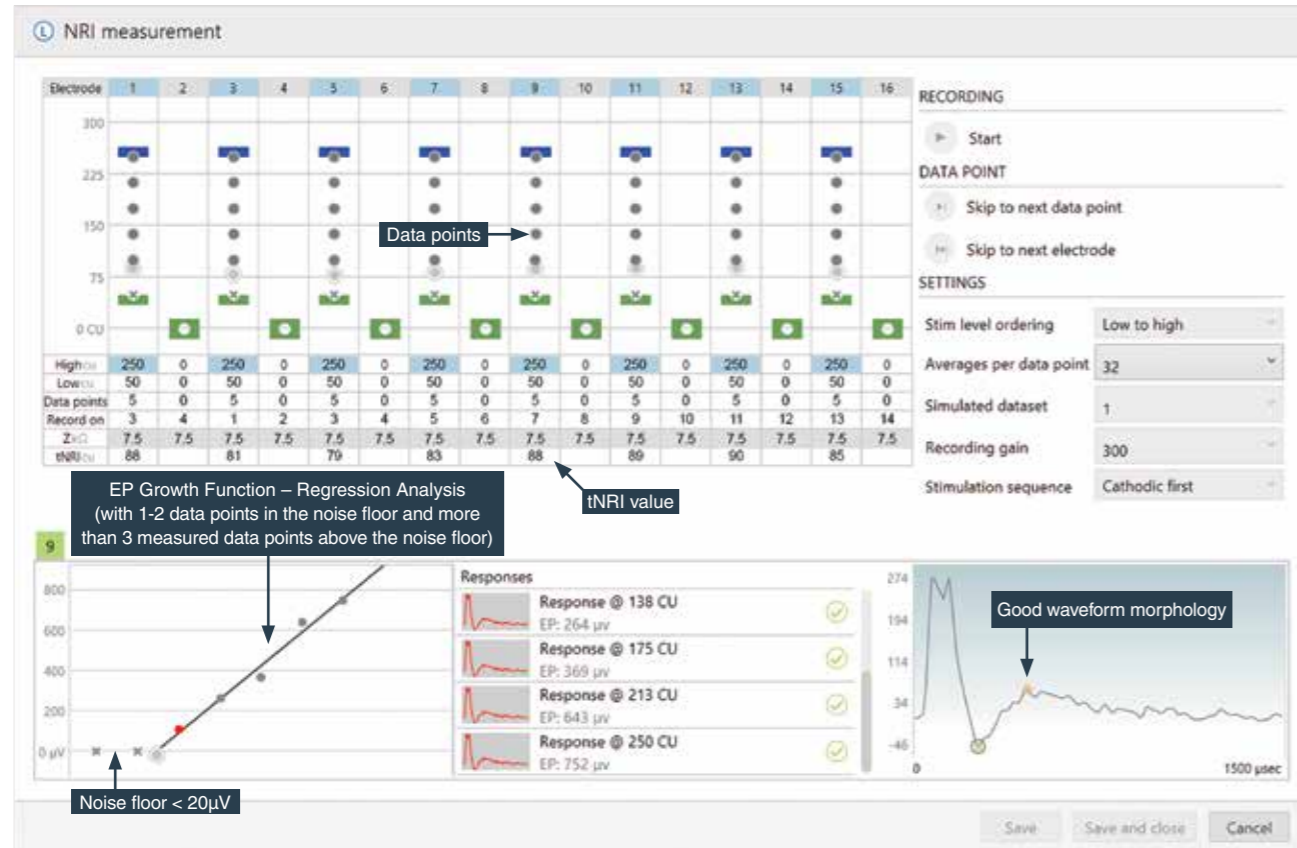 L NRI measurement
Electrode 1 2 3 4 5 6 7 8 9 10 11 12 13 14 15 16
300
225
150
75
0 CU
Data points
High CU 250 0 250 0 250 0 250 0 250 0 250 0 250 0 250 0
Low CU 50 0 50 0 50 0 50 0 50 0 50 0 50 0 50 0
Data points 5 0 5 0 5 0 5 0 5 0 5 0 5 0 5 0
Record on 3 4 1 2 3 4 5 6 7 8 9 10 11 12 13 14
Z kΩ 7.5 7.5 7.5 7.5 7.5 7.5 7.5 7.5 7.5 7.5 7.5 7.5 7.5 7.5 7.5 7.5
tNRI CU 88 81 79 83 88 89 90 85
RECORDING
Start
DATA POINT
Skip to next data point
Skip to next electrode
SETTINGS
Stim level ordering Low to high
Averages per data point 32
Simulated dataset 1
Recording gain 300
Stimulation sequence Cathodic first
EP Growth Function – Regression Analysis
(with 1-2 data points in the noise floor and more
than 3 measured data points above the noise floor)
tNRI value
9
800
600
400
200
0 µV
Noise floor < 20µV
Responses
Response @ 138 CU
EP: 264 µv
Response @ 175 CU
EP: 369 µv
Response @ 213 CU
EP: 643 µv
Response @ 250 CU
EP: 752 µv
274
194
114
34
-46
0 1500 µsec
Good waveform morphology
Save Save and close Cancel